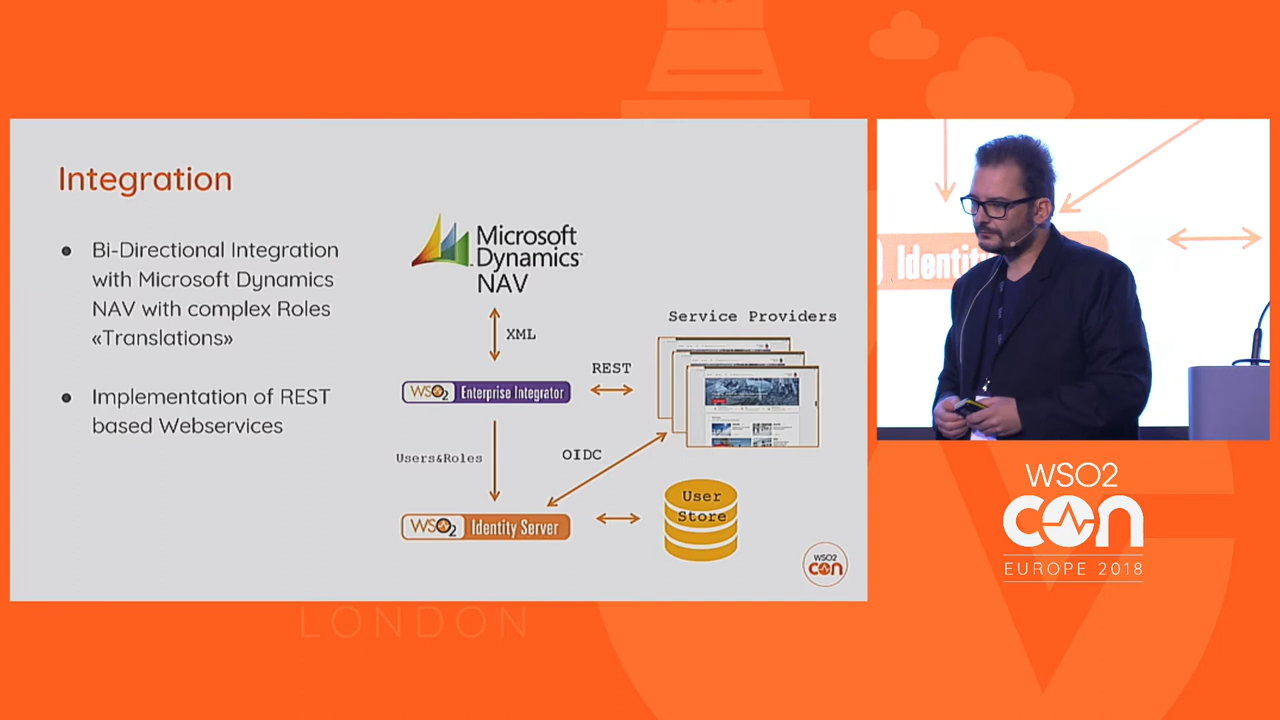 Integration
● Bi-Directional Integration
with Microsoft Dynamics
NAV with complex Roles
«Translations»
● Implementation of REST
based Webservices
Microsoft
Dynamics
NAV
XML
WSO2 Enterprise Integrator
REST
Service Providers
Users&Roles
OIDC
WSO2 Identity Server
User
Store
WSO2
CON
Identit
WSO2
CON
EUROPE 2018
LONDON